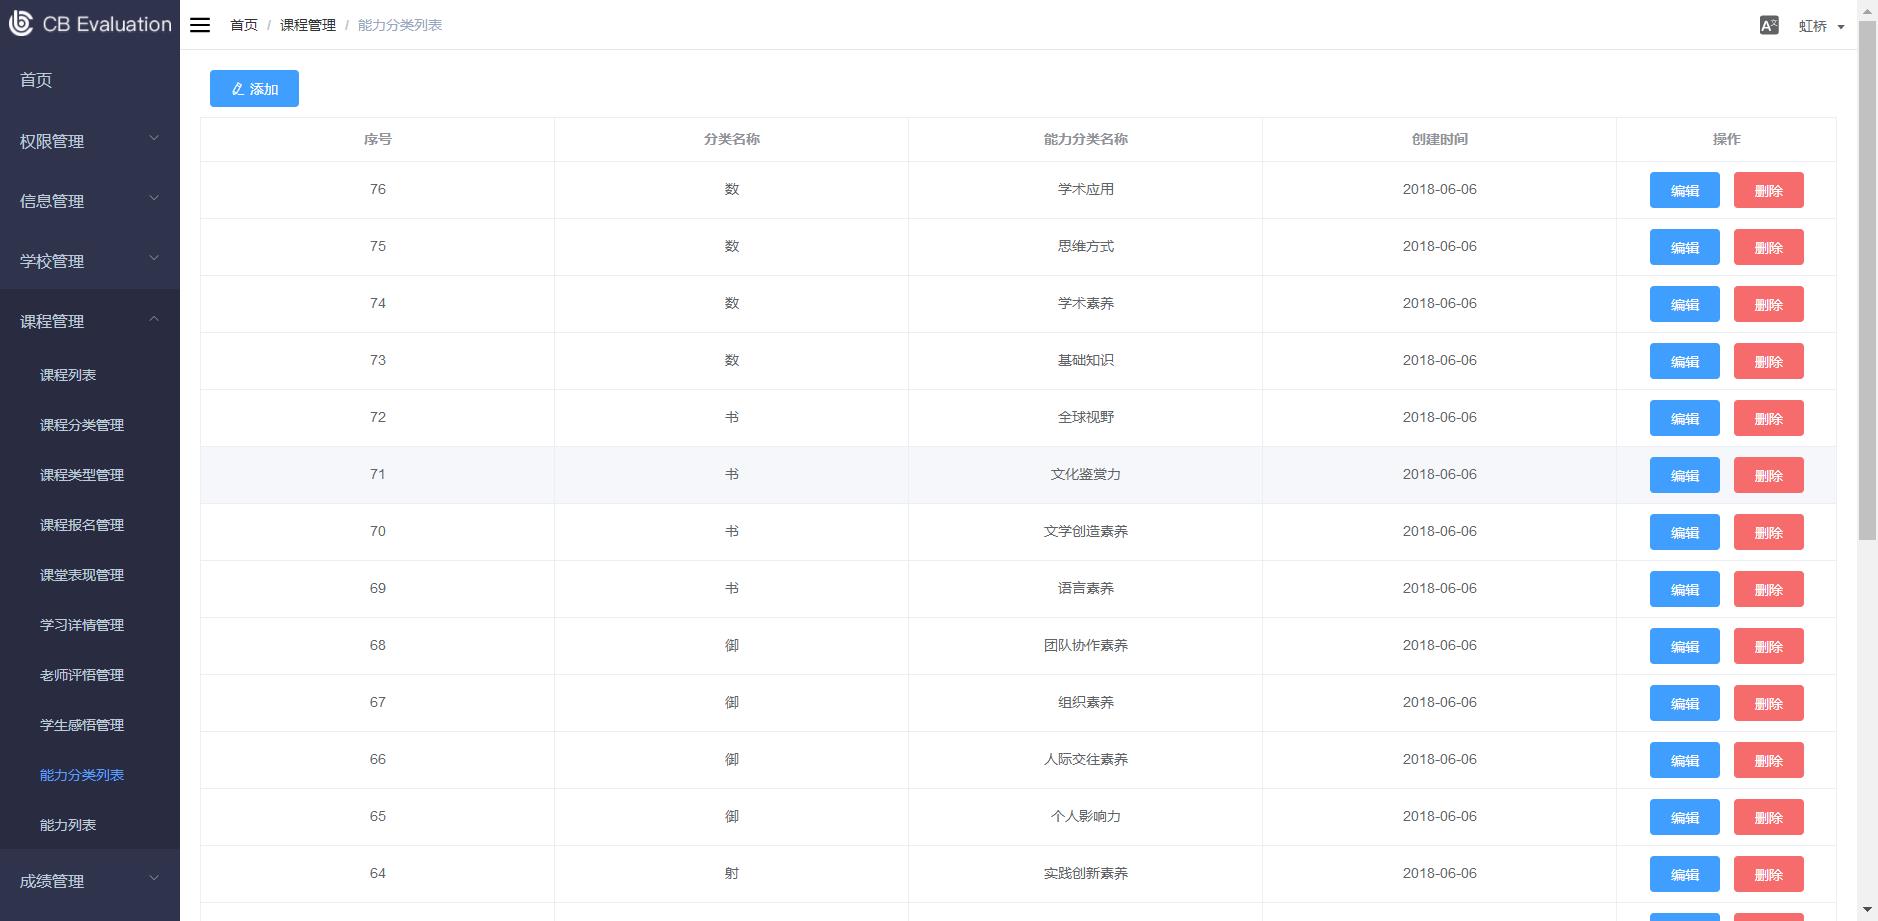 CB Evaluation
首页 / 课程管理 / 能力分类列表
虹桥
首页
权限管理
信息管理
学校管理
课程管理
课程列表
课程分类管理
课程类型管理
课程报名管理
课堂表现管理
学习详情管理
老师评悟管理
学生感悟管理
能力分类列表
能力列表
成绩管理
添加
序号 分类名称 能力分类名称 创建时间 操作
76 数 学术应用 2018-06-06 编辑 删除
75 数 思维方式 2018-06-06 编辑 删除
74 数 学术素养 2018-06-06 编辑 删除
73 数 基础知识 2018-06-06 编辑 删除
72 书 全球视野 2018-06-06 编辑 删除
71 书 文化鉴赏力 2018-06-06 编辑 删除
70 书 文学创造素养 2018-06-06 编辑 删除
69 书 语言素养 2018-06-06 编辑 删除
68 御 团队协作素养 2018-06-06 编辑 删除
67 御 组织素养 2018-06-06 编辑 删除
66 御 人际交往素养 2018-06-06 编辑 删除
65 御 个人影响力 2018-06-06 编辑 删除
64 射 实践创新素养 2018-06-06 编辑 删除